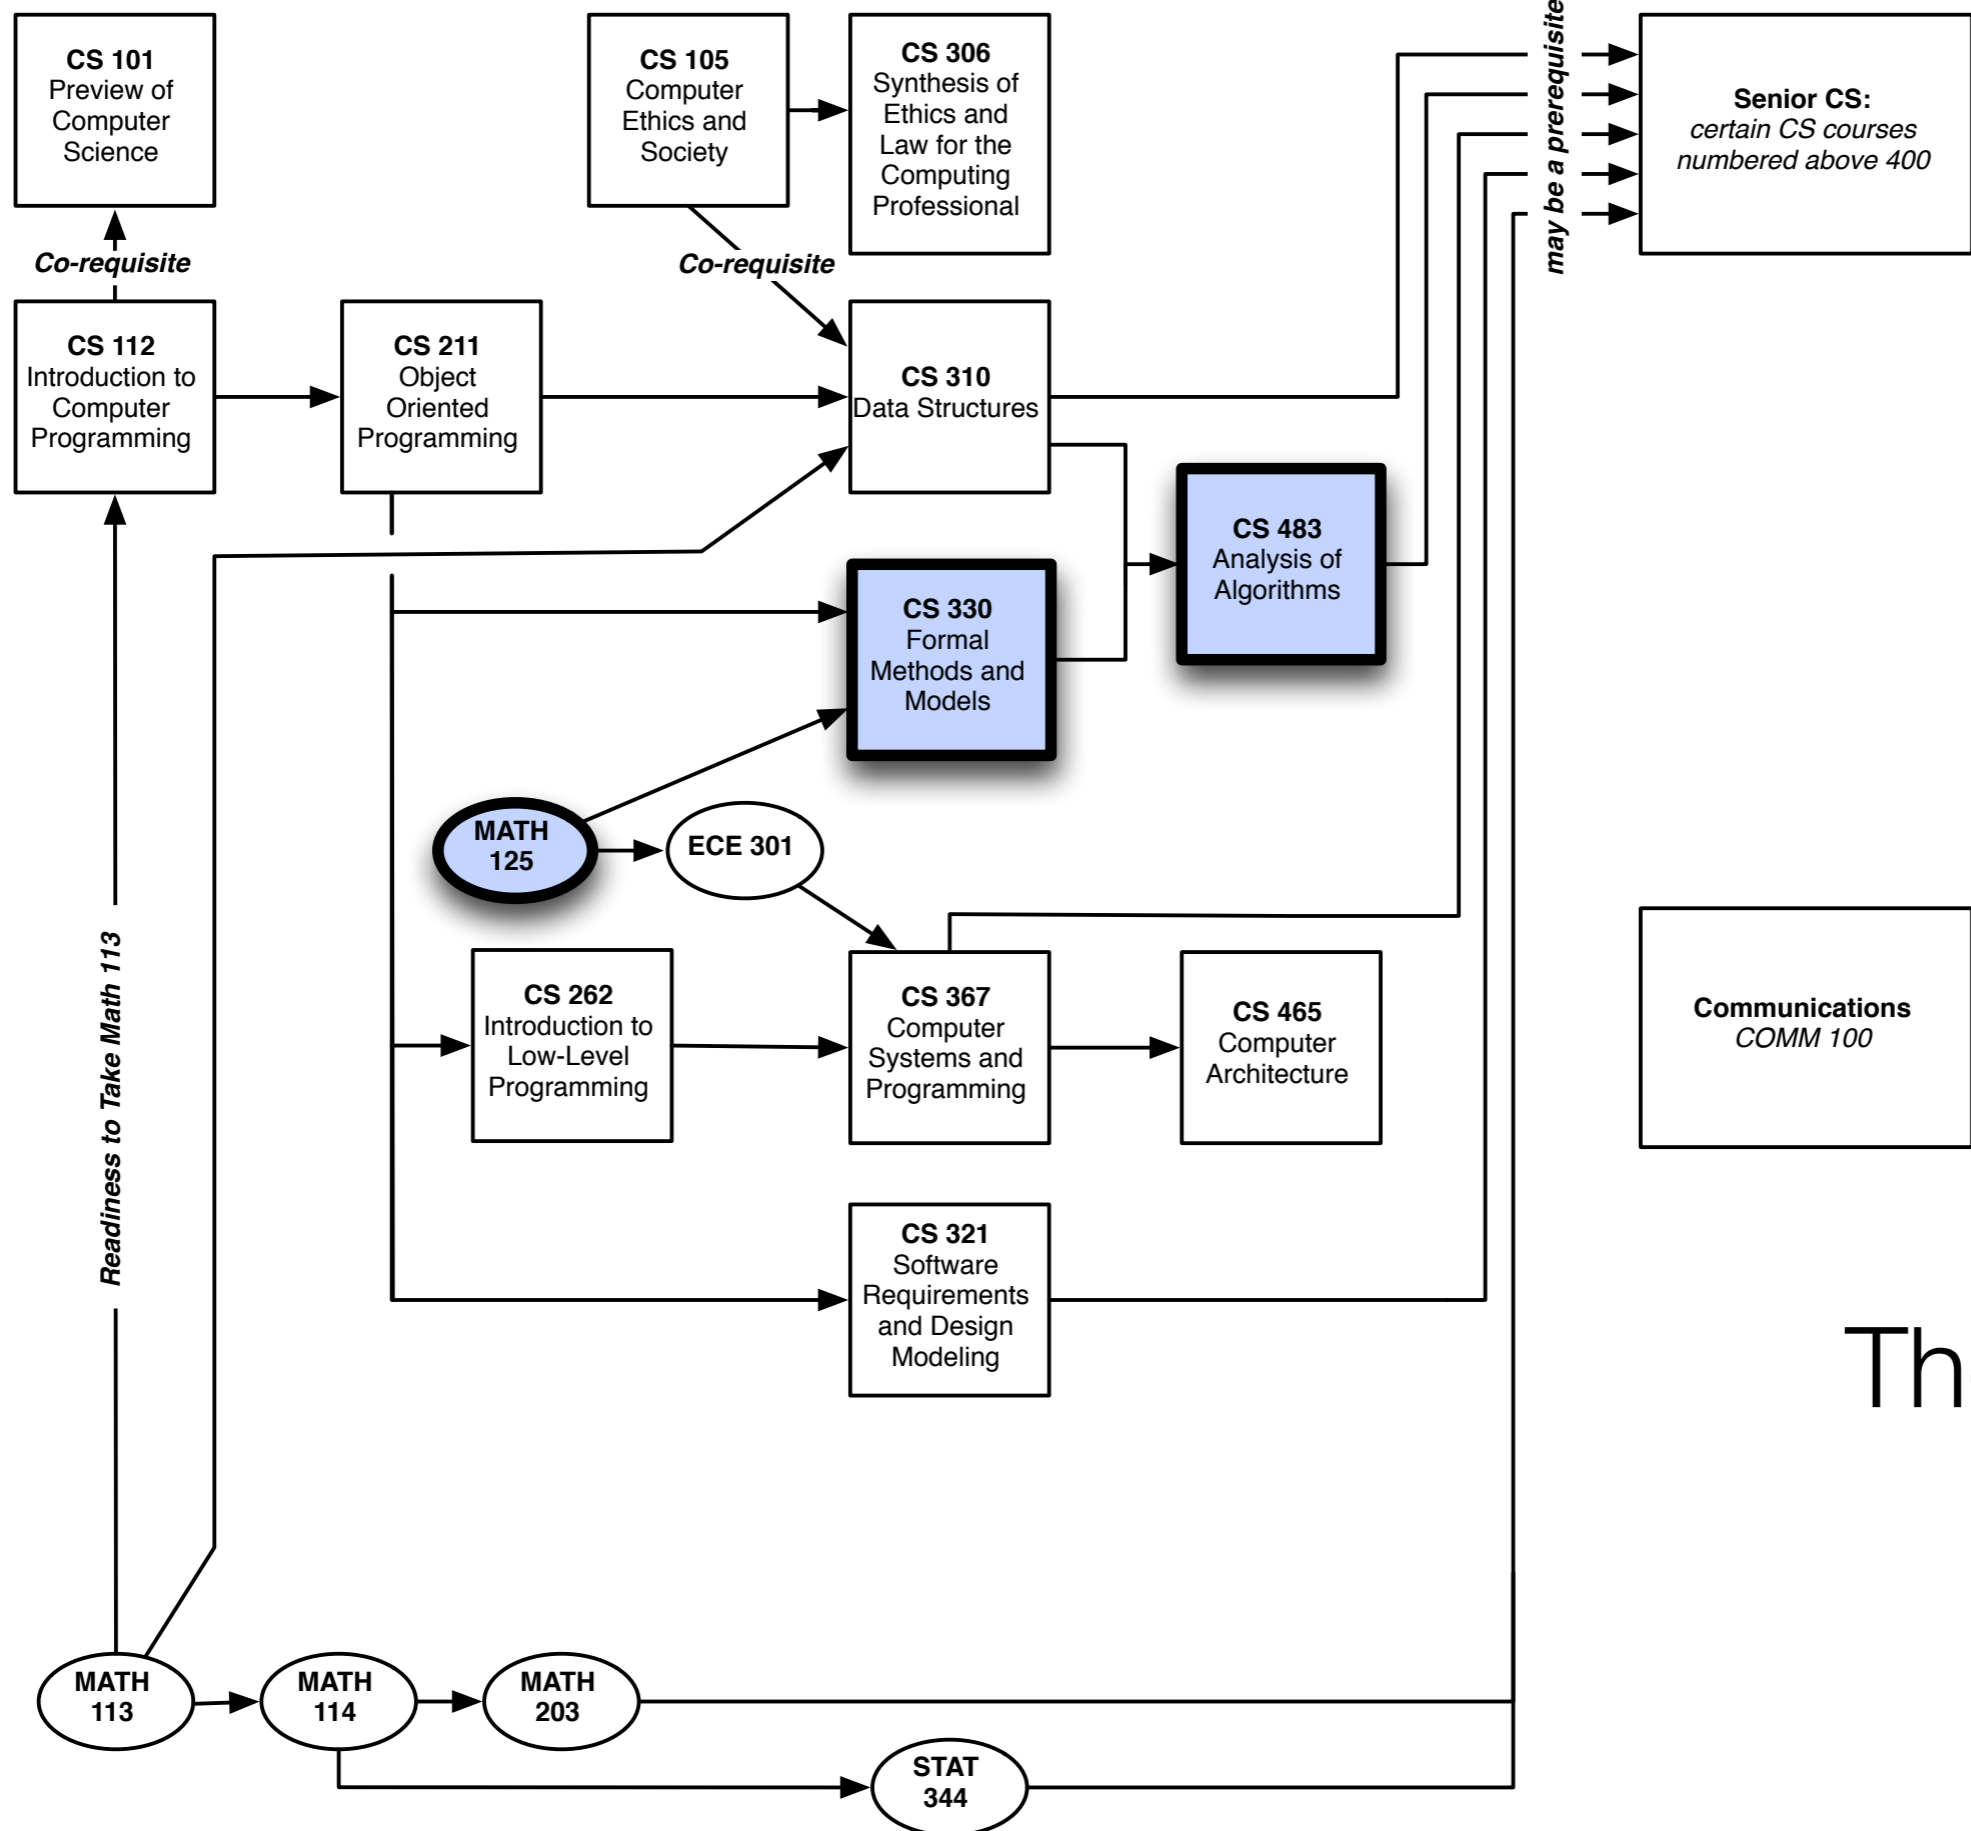 CS 101
Preview of
Computer
Science
CS 105
Computer
Ethics and
Society
CS 306
Synthesis of
Ethics and
Law for the
Computing
Professional
may be a prerequisite
Senior CS:
certain CS courses
numbered above 400
Co-requisite
Co-requisite
CS 112
Introduction to
Computer
Programming
CS 211
Object
Oriented
Programming
CS 310
Data Structures
CS 483
Analysis of
Algorithms
CS 330
Formal
Methods and
Models
MATH
125
ECE 301
Readiness to Take Math 113
CS 262
Introduction to
Low-Level
Programming
CS 367
Computer
Systems and
Programming
CS 465
Computer
Architecture
Communications
COMM 100
CS 321
Software
Requirements
and Design
Modeling
Th
MATH
113
MATH
114
MATH
203
STAT
344